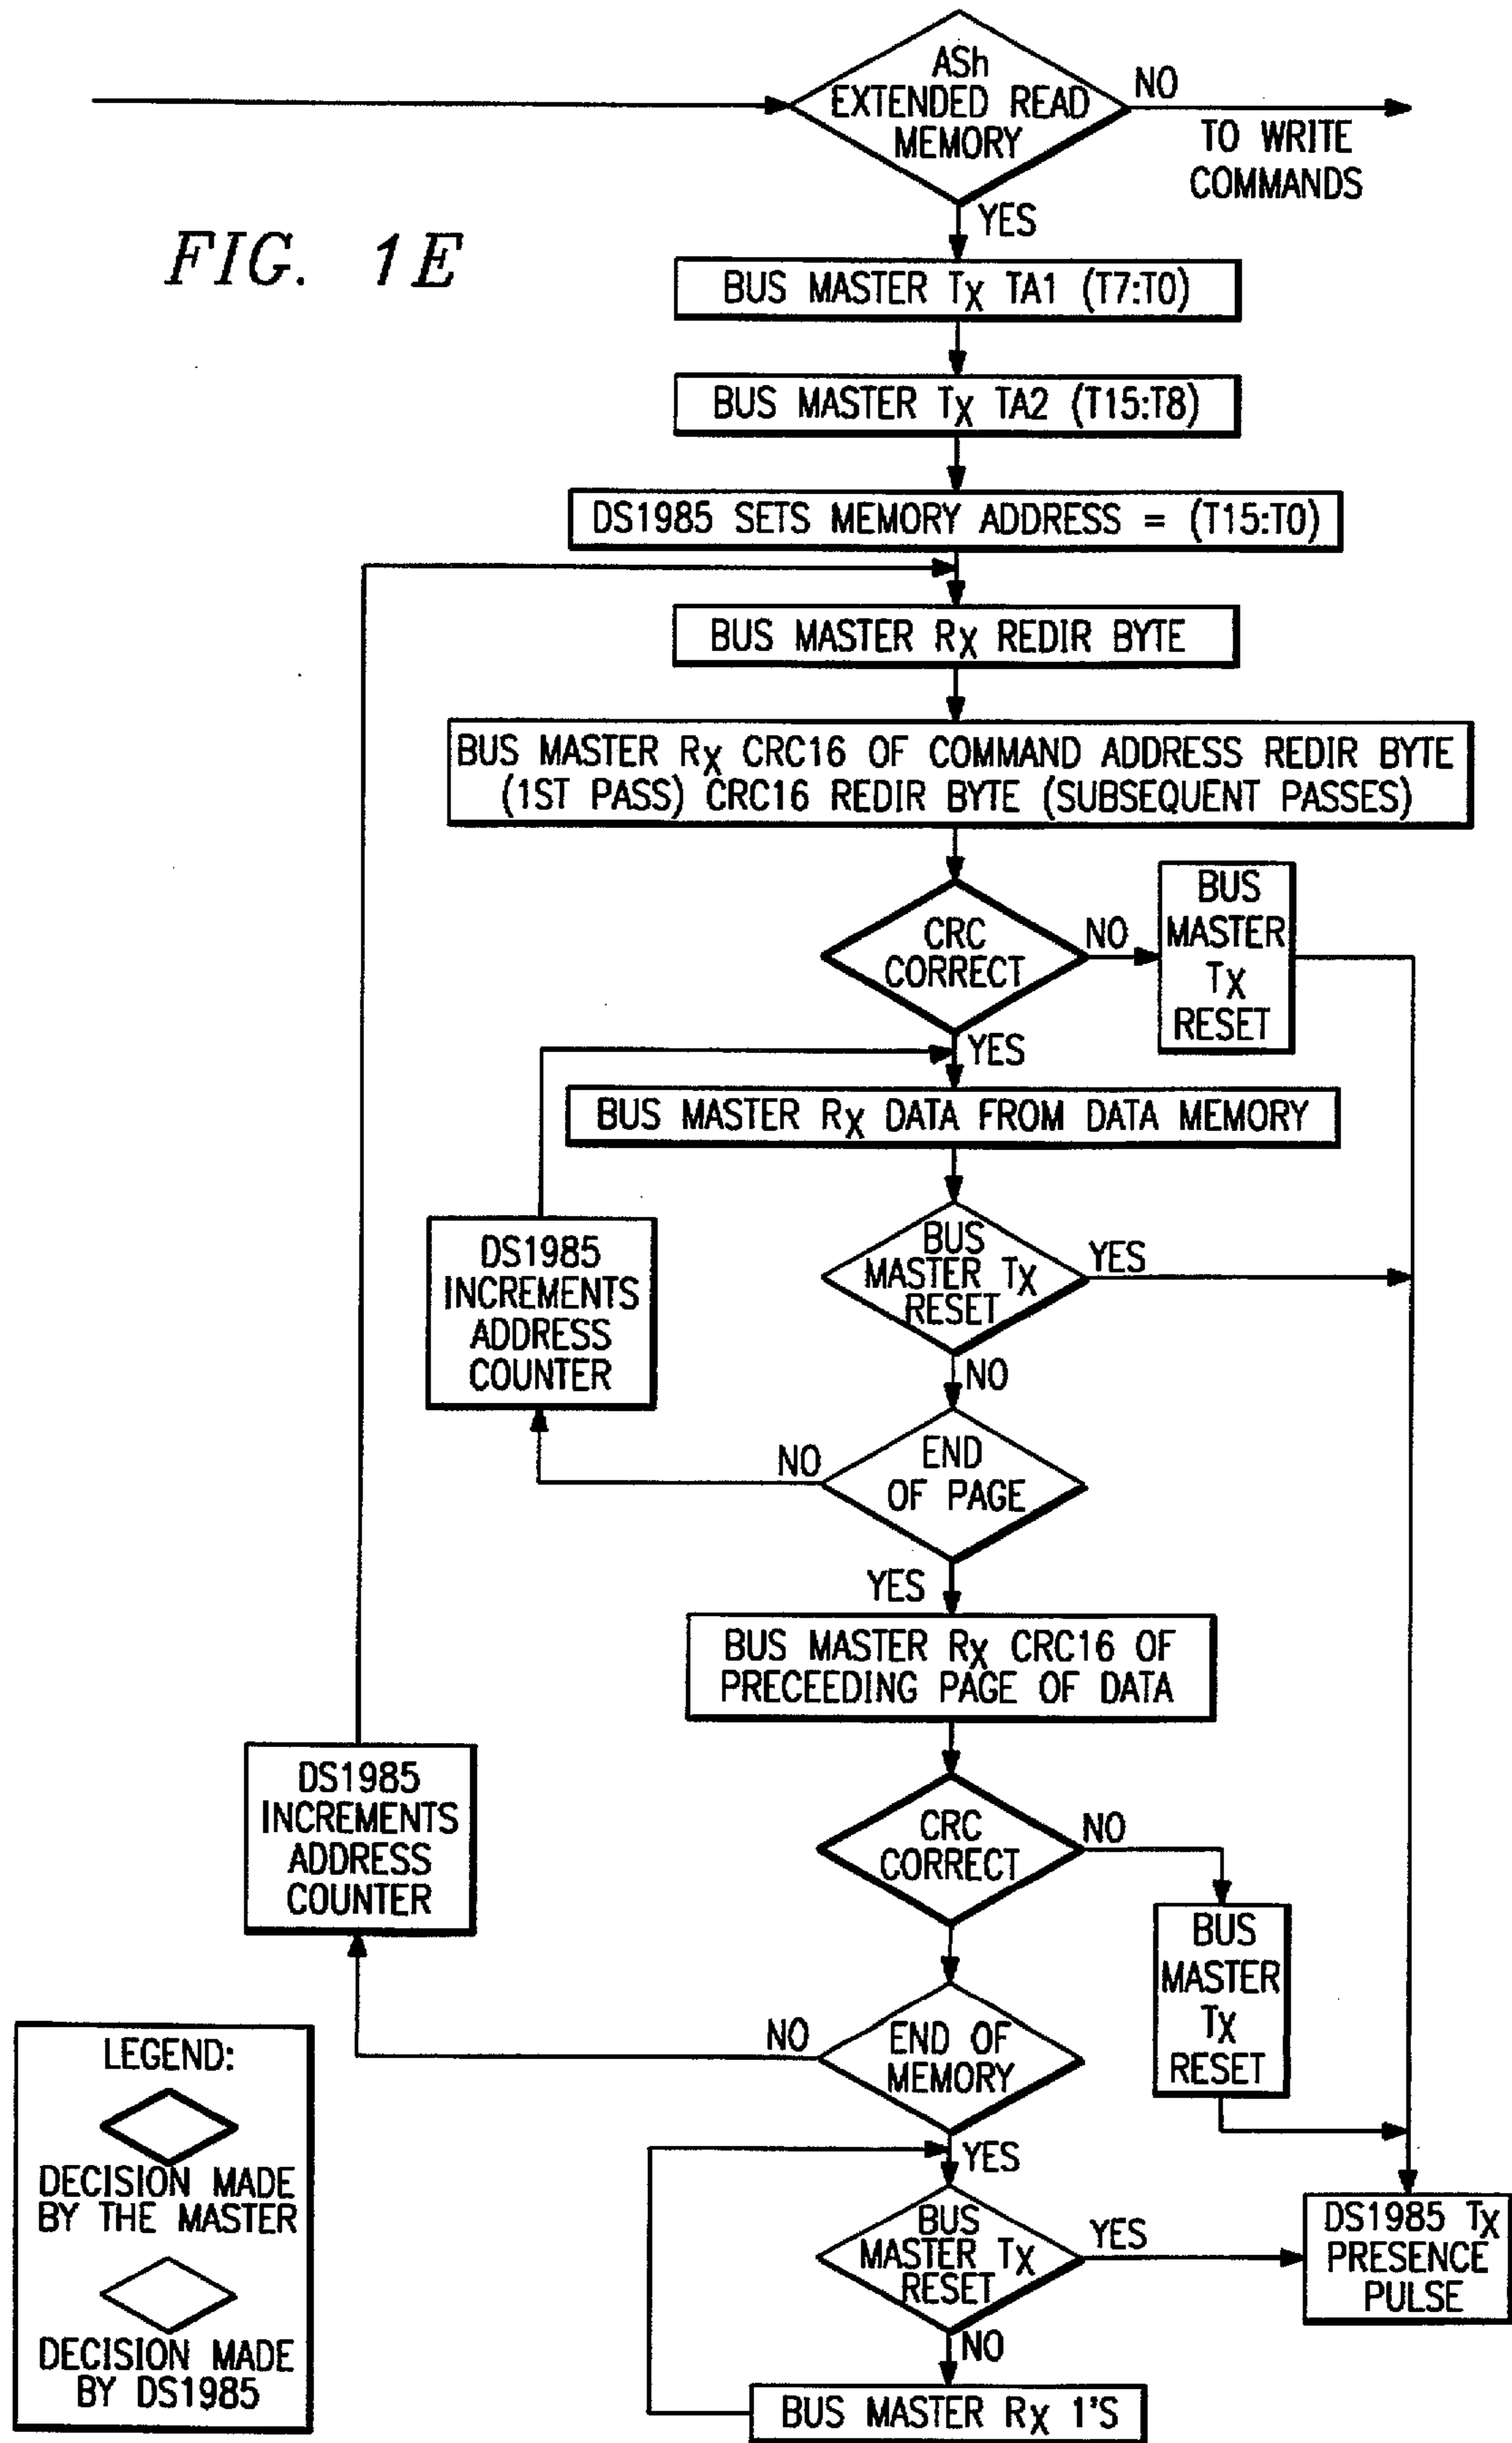 FIG. 1E
ASh
EXTENDED READ
MEMORY
NO
TO WRITE
COMMANDS
YES
BUS MASTER TX TA1 (T7:T0)
BUS MASTER TX TA2 (T15:T8)
DS1985 SETS MEMORY ADDRESS = (T15:T0)
BUS MASTER RX REDIR BYTE
BUS MASTER RX CRC16 OF COMMAND ADDRESS REDIR BYTE
(1ST PASS) CRC16 REDIR BYTE (SUBSEQUENT PASSES)
CRC
CORRECT
NO
BUS
MASTER
TX
RESET
YES
BUS MASTER RX DATA FROM DATA MEMORY
DS1985
INCREMENTS
ADDRESS
COUNTER
BUS
MASTER TX
RESET
YES
NO
END
OF PAGE
NO
YES
BUS MASTER RX CRC16 OF
PRECEEDING PAGE OF DATA
DS1985
INCREMENTS
ADDRESS
COUNTER
CRC
CORRECT
NO
BUS
MASTER
TX
RESET
END OF
MEMORY
NO
YES
BUS
MASTER TX
RESET
YES
DS1985 TX
PRESENCE
PULSE
NO
BUS MASTER RX 1'S
LEGEND:
DECISION MADE
BY THE MASTER
DECISION MADE
BY DS1985